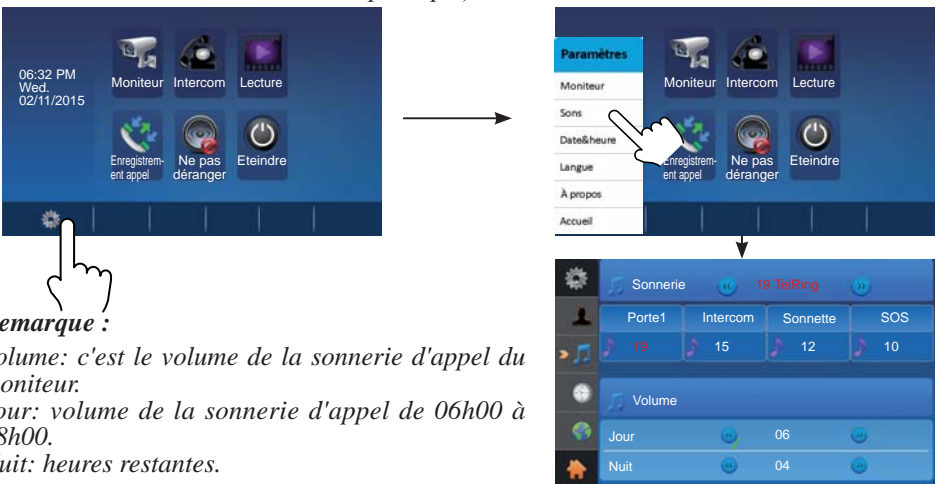 06:32 PM
Wed.
02/11/2015
Moniteur Intercom Lecture
Enregistrem-
ent appel
Ne pas
déranger
Eteindre
Paramètres
Moniteur
Sons
Date&heure
Langue
À propos
Accueil
Moniteur Intercom Lecture
Enregistrem-
ent appel
Ne pas
déranger
Eteindre
emarque :
olume: c'est le volume de la sonnerie d'appel du
oniteur.
our: volume de la sonnerie d'appel de 06h00 à
8h00.
uit: heures restantes.
Sonnerie 19 TelRing
Porte1 Intercom Sonnette SOS
19 15 12 10
Volume
Jour 06
Nuit 04